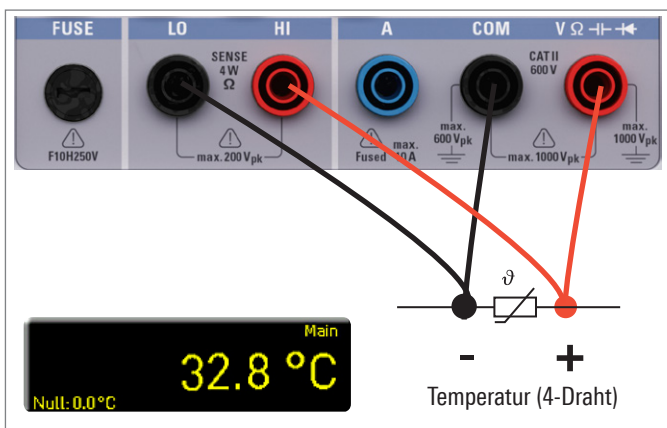 FUSE LO HI A COM V Ω
SENSE
4W
Ω
CAT II
600 V
F10H250V
max. 200 Vpk
max.
Fused 10A
max.
600 Vpk
max. 1000 Vpk
max.
1000 Vpk
ϑ
Main
32.8 °C
Null: 0.0 °C
- +
Temperatur (4-Draht)